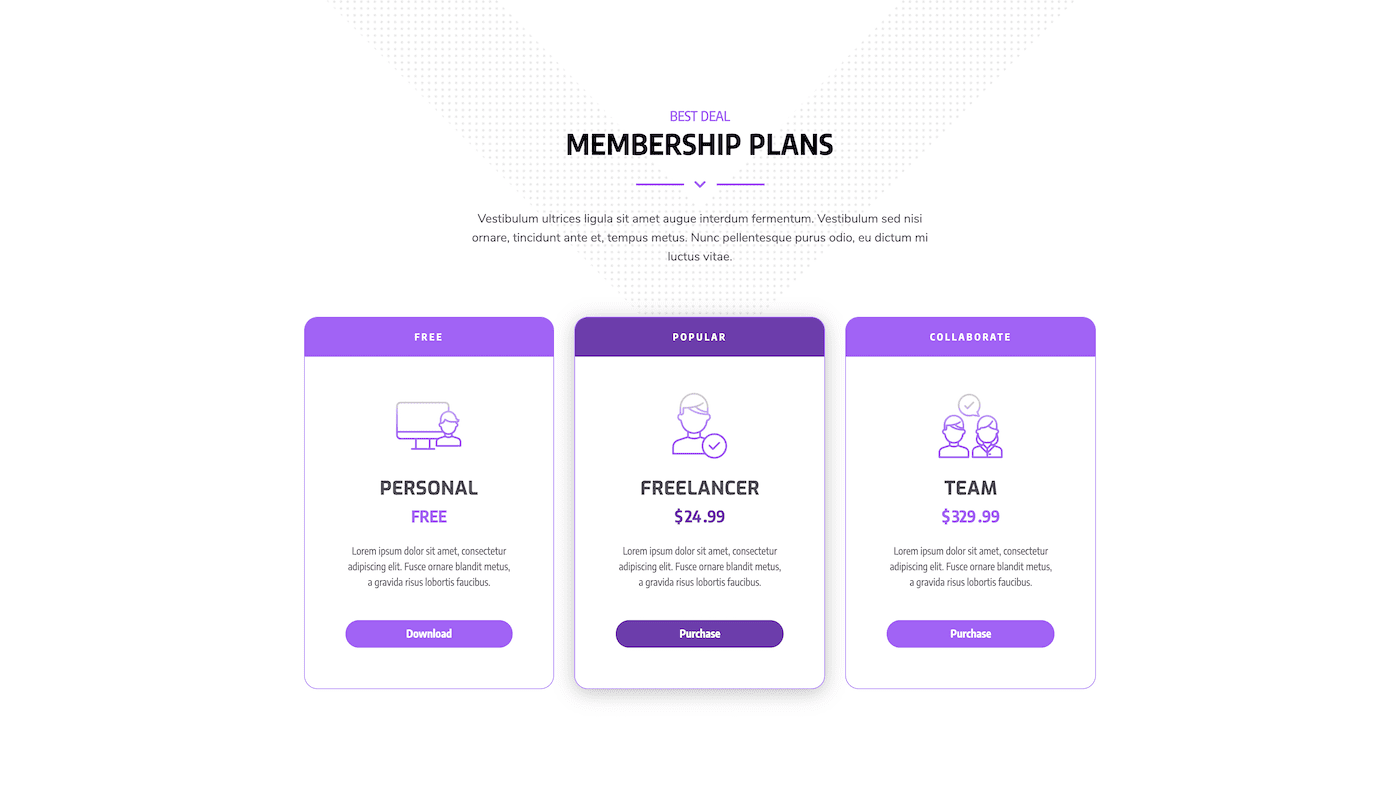 BEST DEAL
MEMBERSHIP PLANS
Vestibulum ultrices ligula sit amet augue interdum fermentum. Vestibulum sed nisi
ornare, tincidunt ante et, tempus metus. Nunc pellentesque purus odio, eu dictum mi
luctus vitae.
FREE
PERSONAL
FREE
Lorem ipsum dolor sit amet, consectetur
adipiscing elit. Fusce ornare blandit metus,
a gravida risus lobortis faucibus.
Download
POPULAR
FREELANCER
$24.99
Lorem ipsum dolor sit amet, consectetur
adipiscing elit. Fusce ornare blandit metus,
a gravida risus lobortis faucibus.
Purchase
COLLABORATE
TEAM
$329.99
Lorem ipsum dolor sit amet, consectetur
adipiscing elit. Fusce ornare blandit metus,
a gravida risus lobortis faucibus.
Purchase